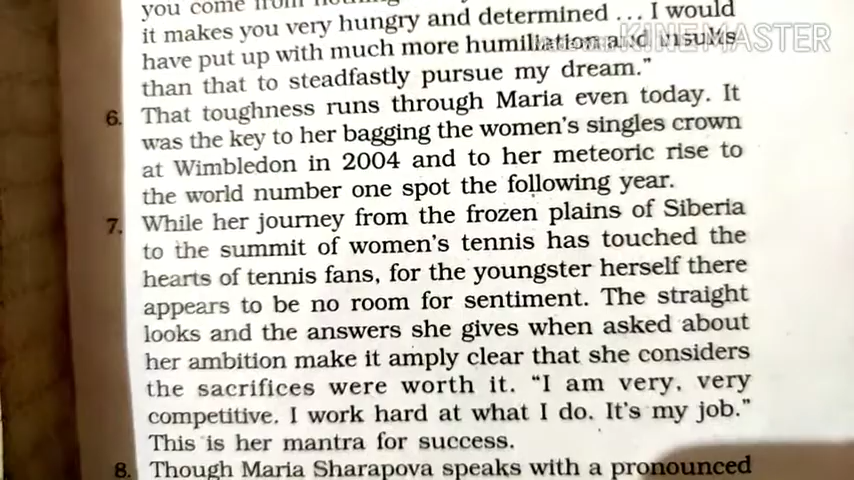 you come from
it makes you very hungry and determined ... I would
have put up with much more humiliation and insults
than that to steadfastly pursue my dream."
6. That toughness runs through Maria even today. It
was the key to her bagging the women's singles crown
at Wimbledon in 2004 and to her meteoric rise to
the world number one spot the following year.
7. While her journey from the frozen plains of Siberia
to the summit of women's tennis has touched the
hearts of tennis fans, for the youngster herself there
appears to be no room for sentiment. The straight
looks and the answers she gives when asked about
her ambition make it amply clear that she considers
the sacrifices were worth it. "I am very, very
competitive. I work hard at what I do. It's my job."
This is her mantra for success.
8. Though Maria Sharapova speaks with a pronounced
KINEMASTER